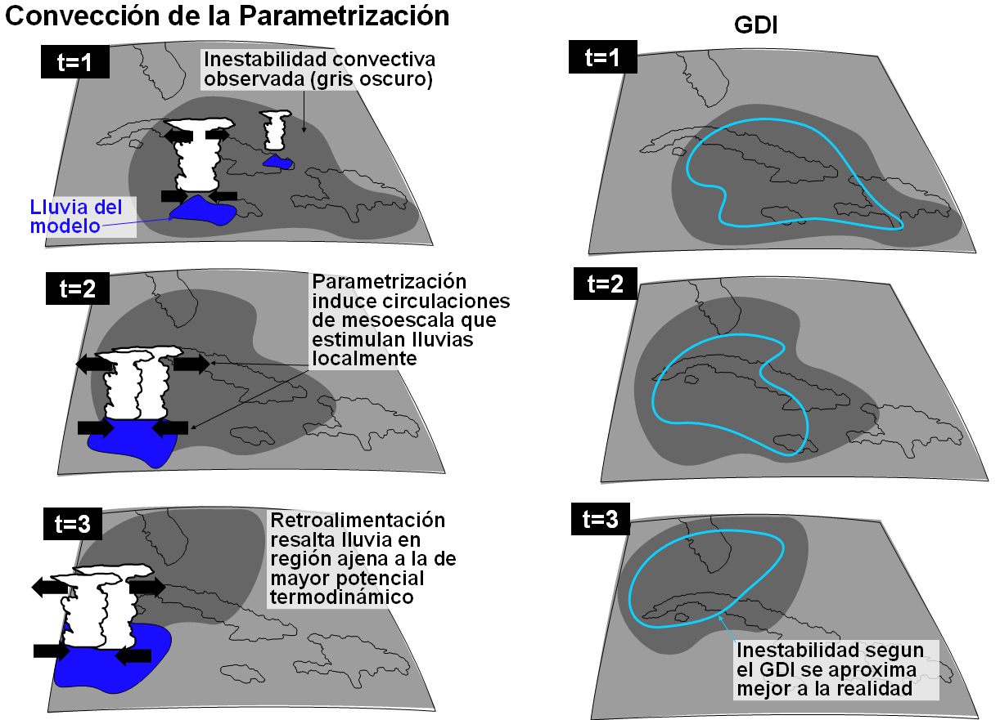 Convección de la Parametrización
GDI
t=1
Inestabilidad convectiva
observada (gris oscuro)
Lluvia del
modelo
t=1
t=2
Parametrización
induce circulaciones
de mesoescala que
estimulan lluvias
localmente
t=2
t=3
Retroalimentación
resalta lluvia en
región ajena a la de
mayor potencial
termodinámico
t=3
Inestabilidad segun
el GDI se aproxima
mejor a la realidad